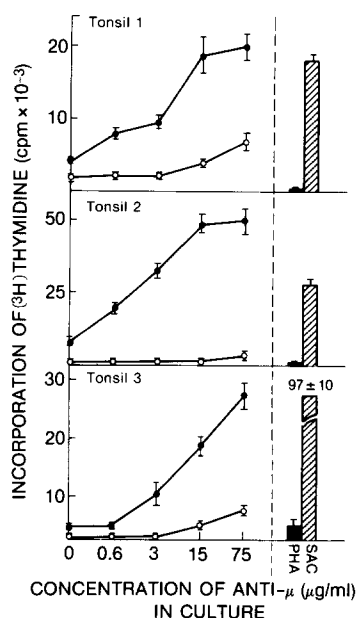 Tonsil 1
20
10
Tonsil 2
50
25
Tonsil 3
97 ± 10
30
20
10
0 0.6 3 15 75
PHA
SAC
INCORPORATION OF (³H) THYMIDINE (cpm × 10⁻³)
CONCENTRATION OF ANTI-μ (μg/ml)
IN CULTURE